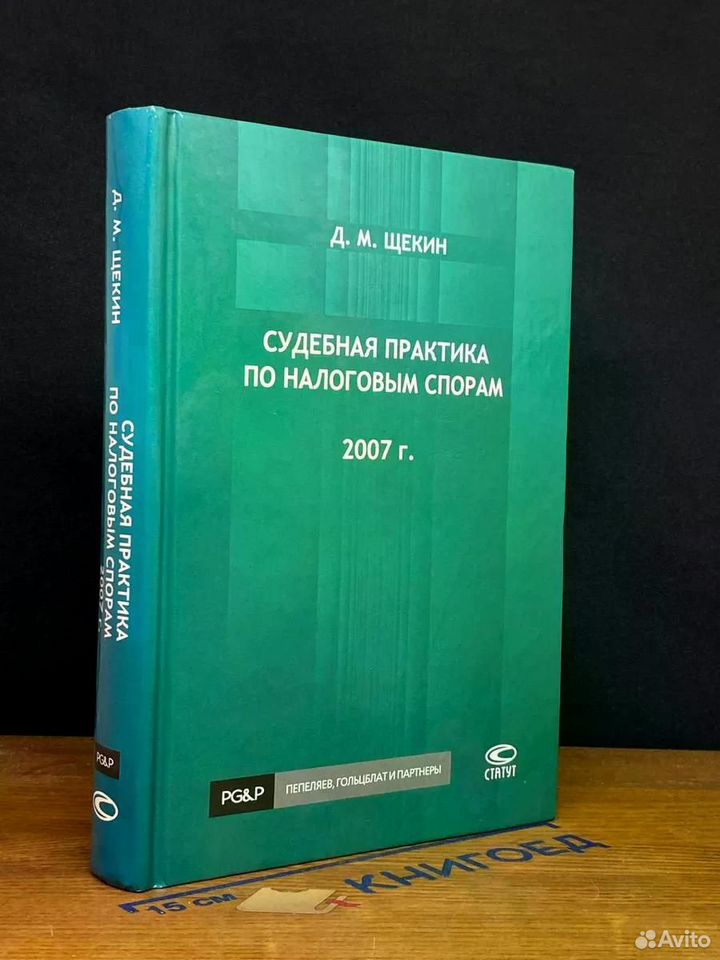 Д. М. ЩЕКИН
СУДЕБНАЯ ПРАКТИКА
ПО НАЛОГОВЫМ СПОРАМ
2007 г.
PG&P
ПЕПЕЛЯЕВ, ГОЛЬЦБЛАТ И ПАРТНЕРЫ
СТАТУТ
Д. М. ЩЕКИН
СУДЕБНАЯ ПРАКТИКА
ПО НАЛОГОВЫМ СПОРАМ
2007 г.
PG&P
15 см
КНИГОЕД
Avito